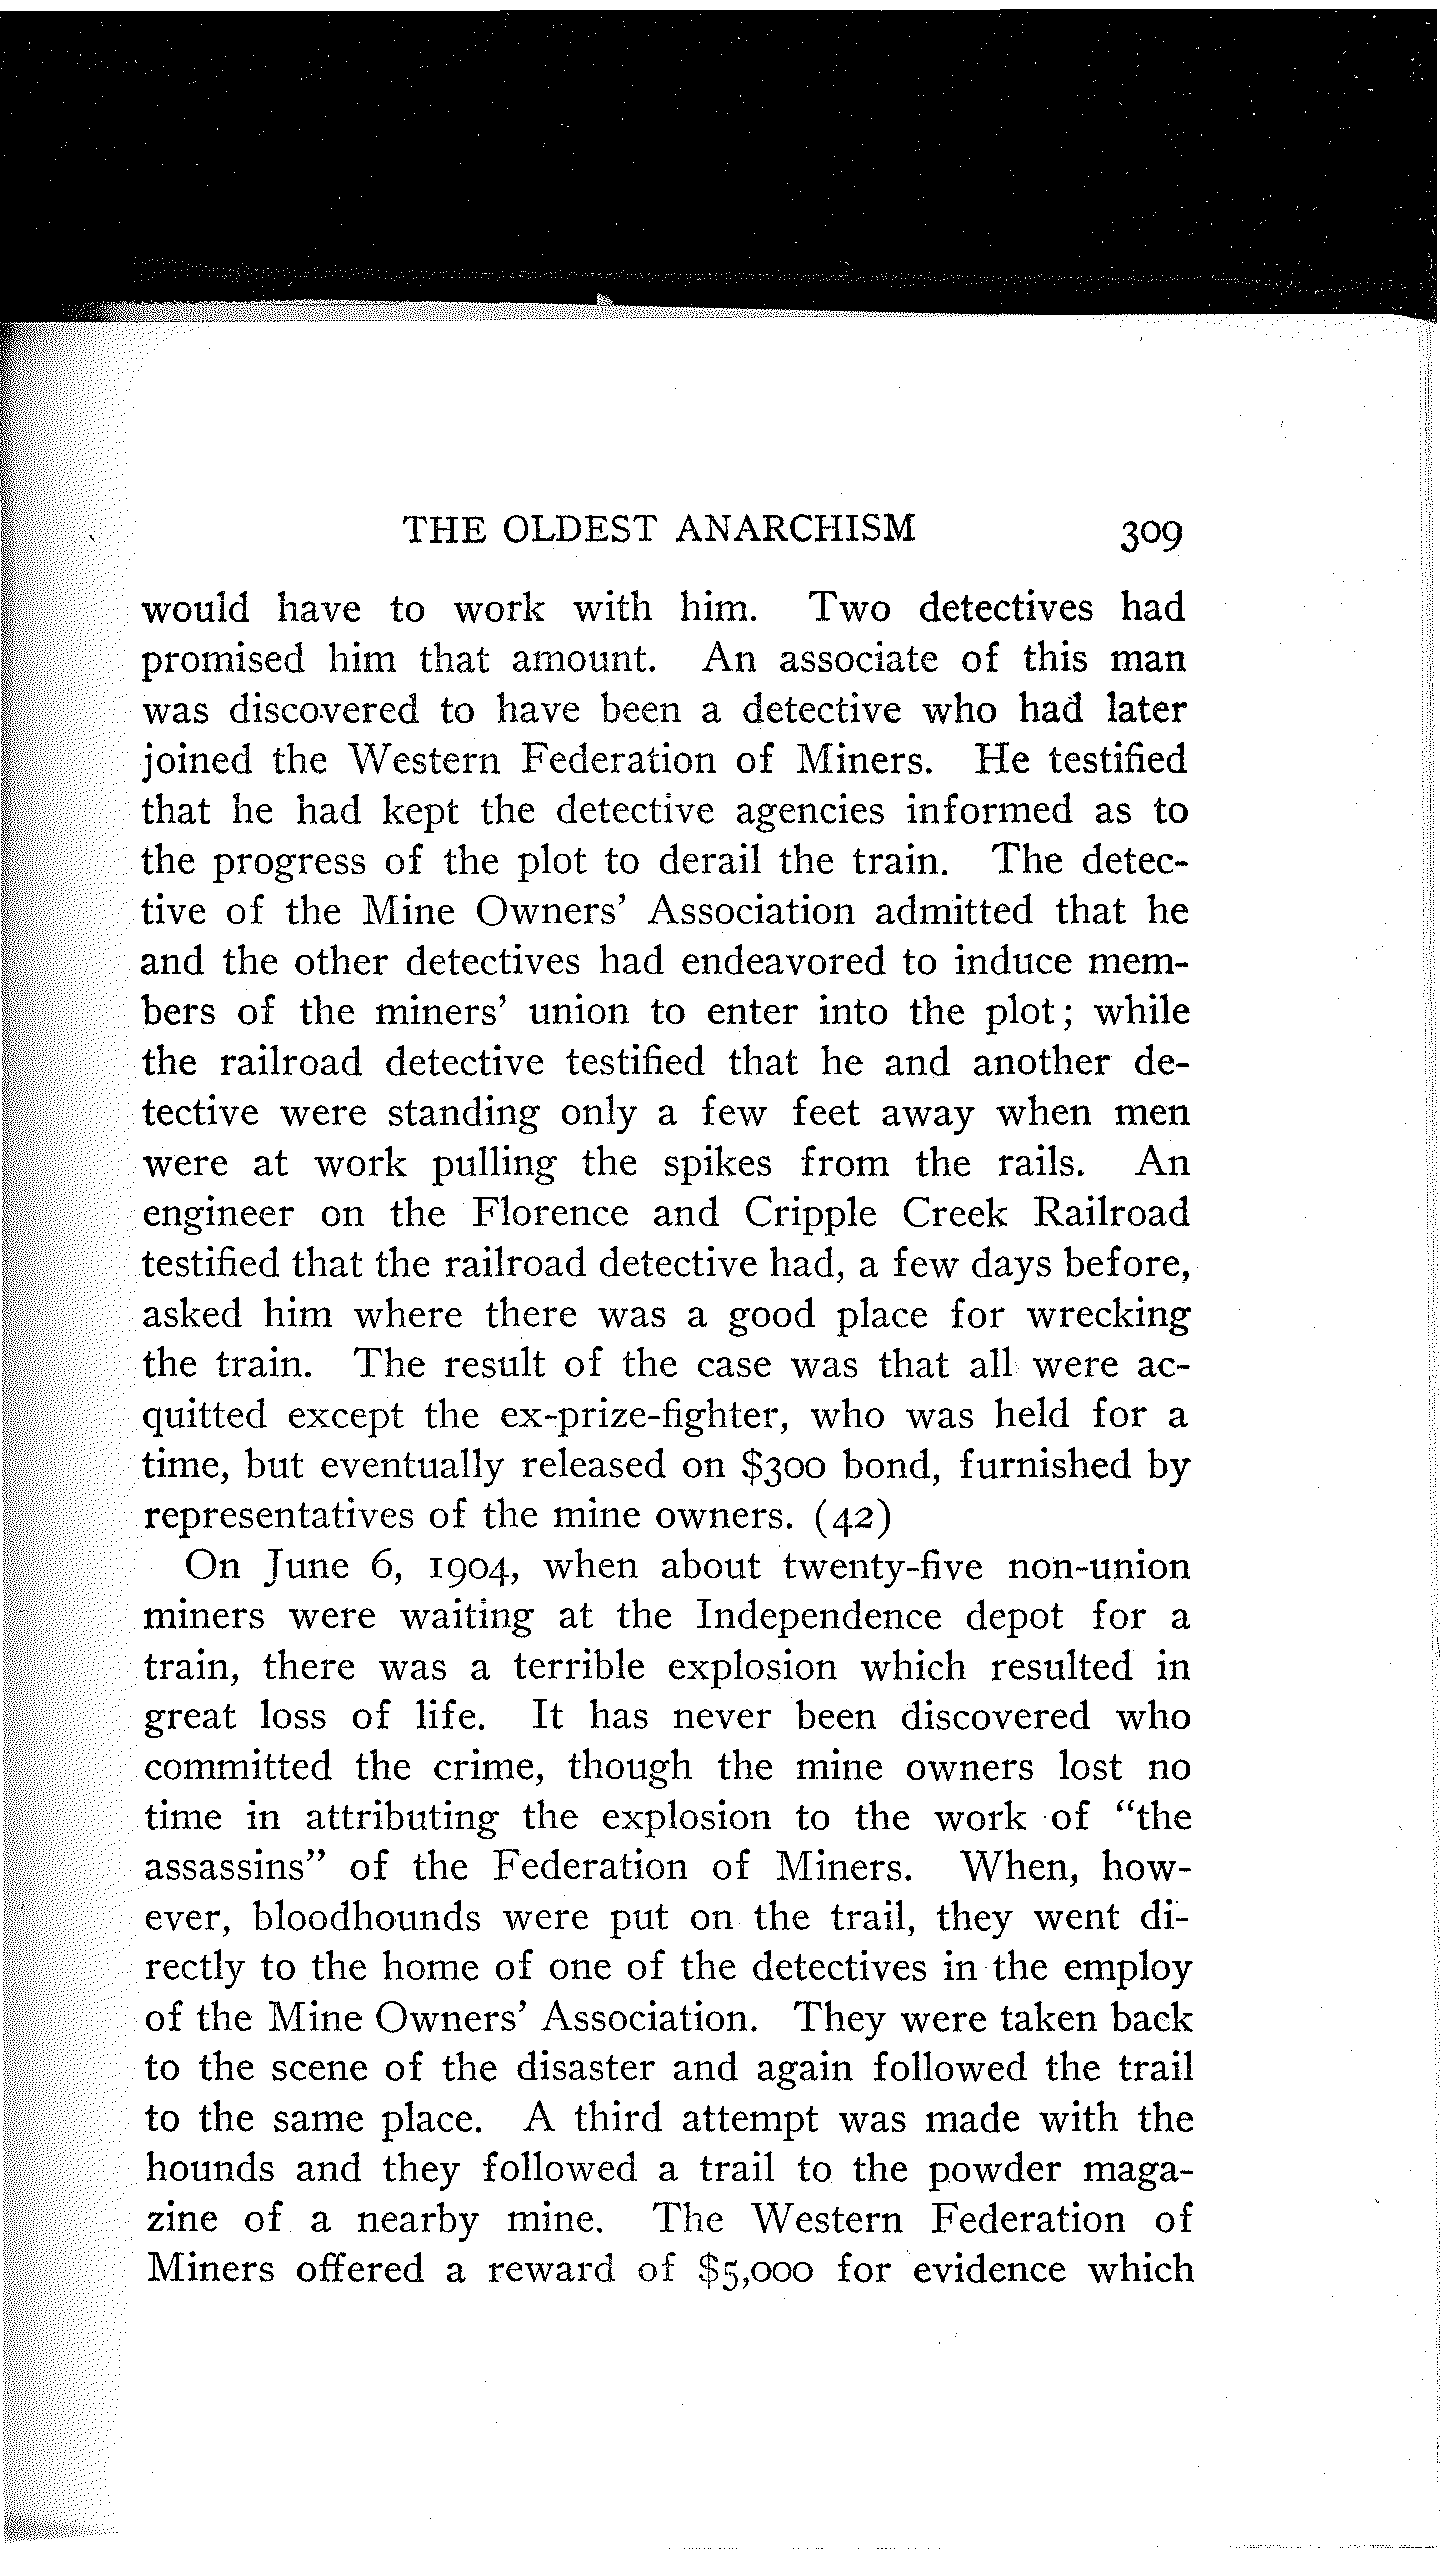 THE OLDEST ANARCHISM 309
would have to work with him. Two detectives had
promised him that amount. An associate of this man
was discovered to have been a detective who had later
joined the Western Federation of Miners. He testified
that he had kept the detective agencies informed as to
the progress of the plot to derail the train. The detec-
tive of the Mine Owners' Association admitted that he
and the other detectives had endeavored to induce mem-
bers of the miners' union to enter into the plot; while
the railroad detective testified that he and another de-
tective were standing only a few feet away when men
were at work pulling the spikes from the rails. An
engineer on the Florence and Cripple Creek Railroad
testified that the railroad detective had, a few days before,
asked him where there was a good place for wrecking
the train. The result of the case was that all were ac-
quitted except the ex-prize-fighter, who was held for a
time, but eventually released on $300 bond, furnished by
representatives of the mine owners. (42)
On June 6, 1904, when about twenty-five non-union
miners were waiting at the Independence depot for a
train, there was a terrible explosion which resulted in
great loss of life. It has never been discovered who
committed the crime, though the mine owners lost no
time in attributing the explosion to the work of "the
assassins" of the Federation of Miners. When, how-
ever, bloodhounds were put on the trail, they went di-
rectly to the home of one of the detectives in the employ
of the Mine Owners' Association. They were taken back
to the scene of the disaster and again followed the trail
to the same place. A third attempt was made with the
hounds and they followed a trail to the powder maga-
zine of a nearby mine. The Western Federation of
Miners offered a reward of $5,000 for evidence which